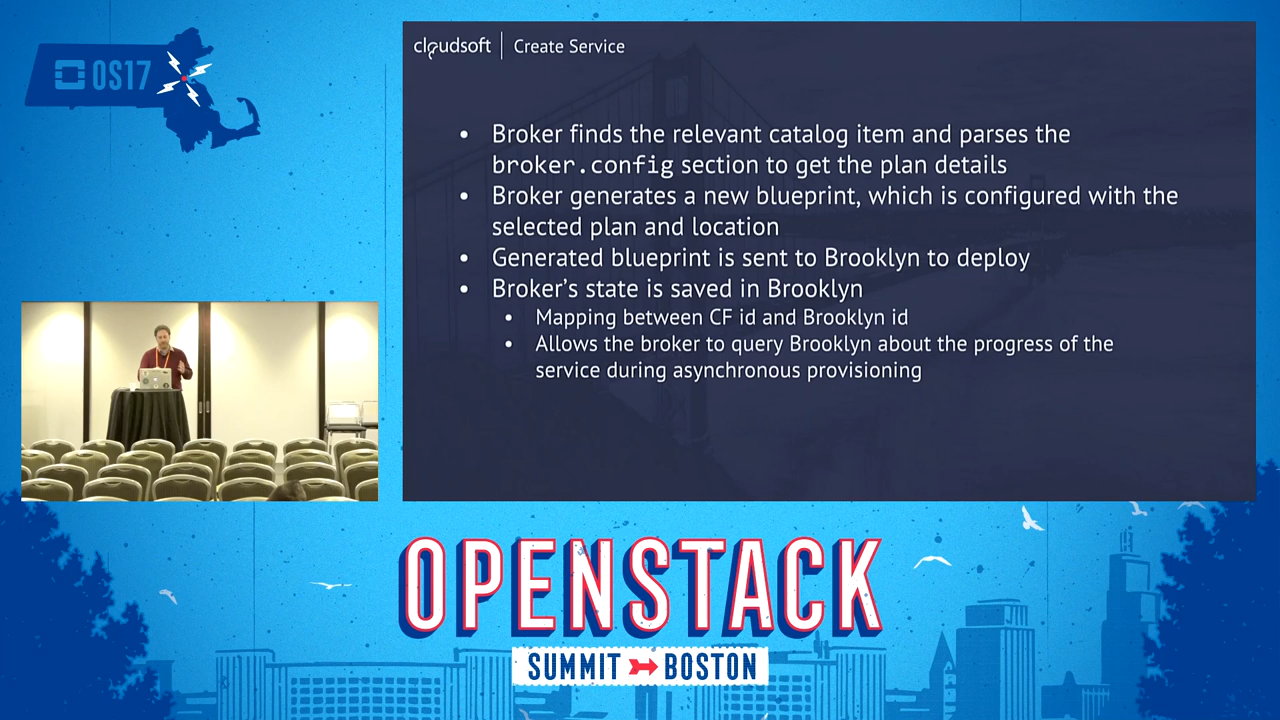 OS17
cloudsoft | Create Service
• Broker finds the relevant catalog item and parses the
broker.config section to get the plan details
• Broker generates a new blueprint, which is configured with the
selected plan and location
• Generated blueprint is sent to Brooklyn to deploy
• Broker’s state is saved in Brooklyn
• Mapping between CF id and Brooklyn id
• Allows the broker to query Brooklyn about the progress of the
service during asynchronous provisioning
OPENSTACK
SUMMIT BOSTON